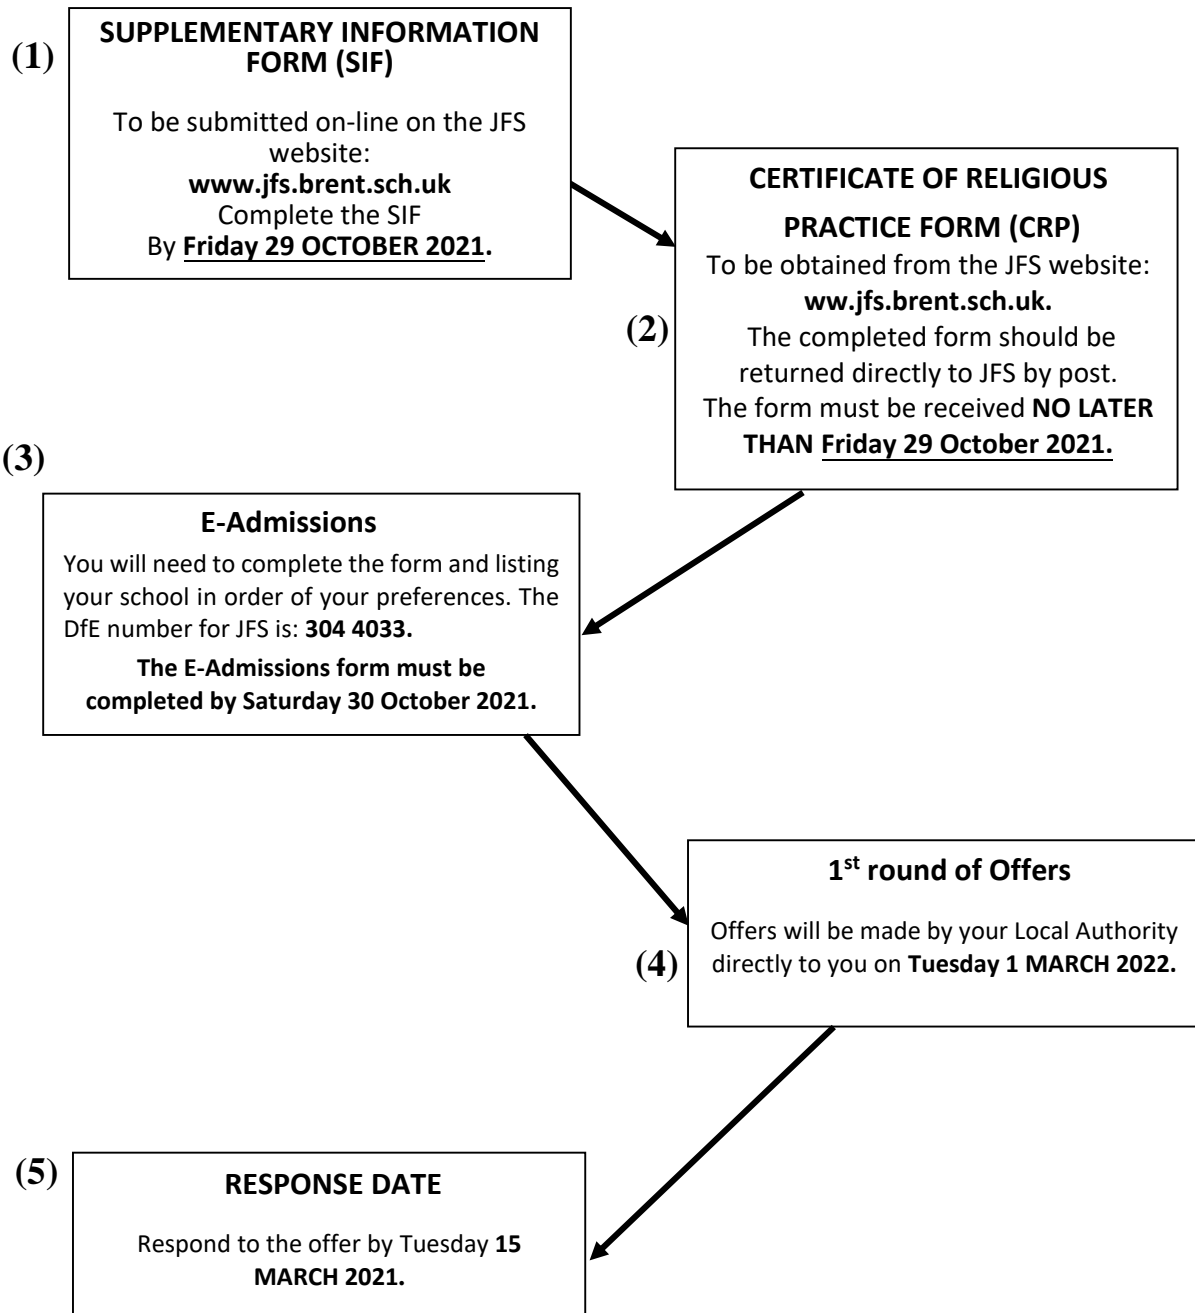 (1)
SUPPLEMENTARY INFORMATION
FORM (SIF)
To be submitted on-line on the JFS
website:
www.jfs.brent.sch.uk
Complete the SIF
By Friday 29 OCTOBER 2021.
(2)
CERTIFICATE OF RELIGIOUS
PRACTICE FORM (CRP)
To be obtained from the JFS website:
ww.jfs.brent.sch.uk.
The completed form should be
returned directly to JFS by post.
The form must be received NO LATER
THAN Friday 29 October 2021.
(3)
E-Admissions
You will need to complete the form and listing
your school in order of your preferences. The
DfE number for JFS is: 304 4033.
The E-Admissions form must be
completed by Saturday 30 October 2021.
(4)
1st round of Offers
Offers will be made by your Local Authority
directly to you on Tuesday 1 MARCH 2022.
(5)
RESPONSE DATE
Respond to the offer by Tuesday 15
MARCH 2021.